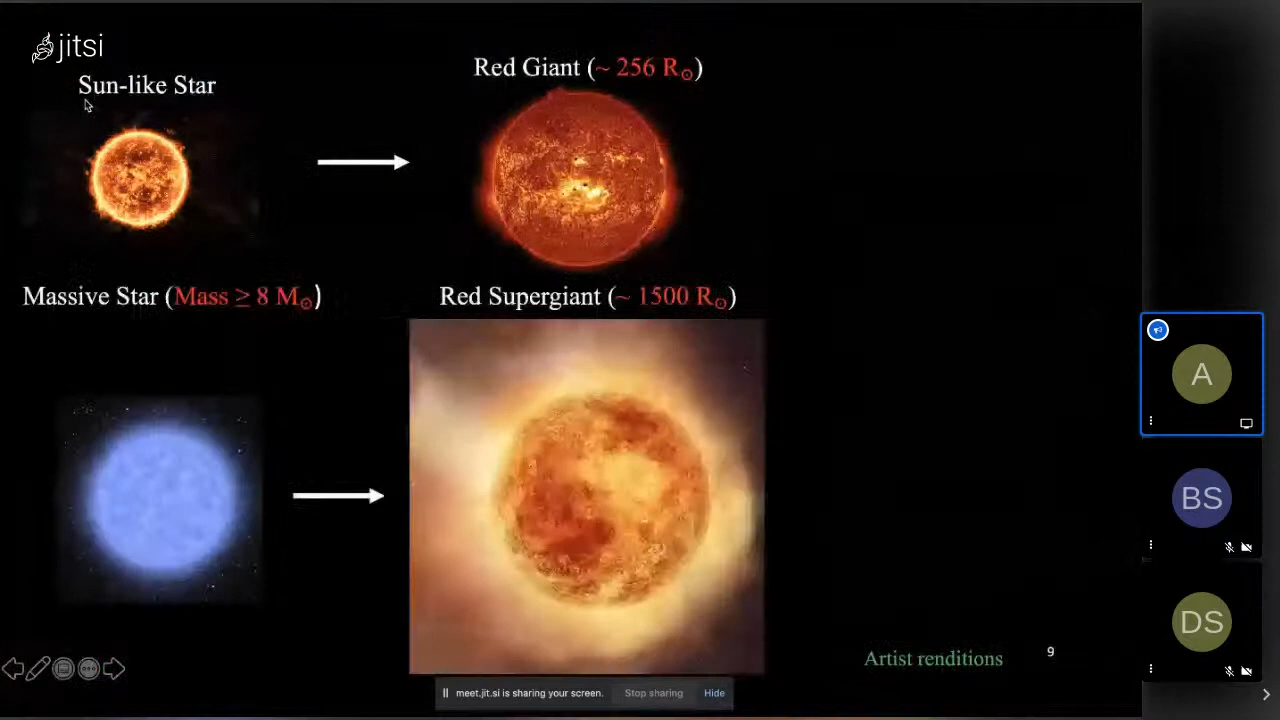 jitsi
Sun-like Star
Red Giant (~ 256 R☉)
Massive Star (Mass ≥ 8 M☉)
Red Supergiant (~ 1500 R☉)
Artist renditions
9
meet.jit.si is sharing your screen.
Stop sharing
Hide
A
BS
DS